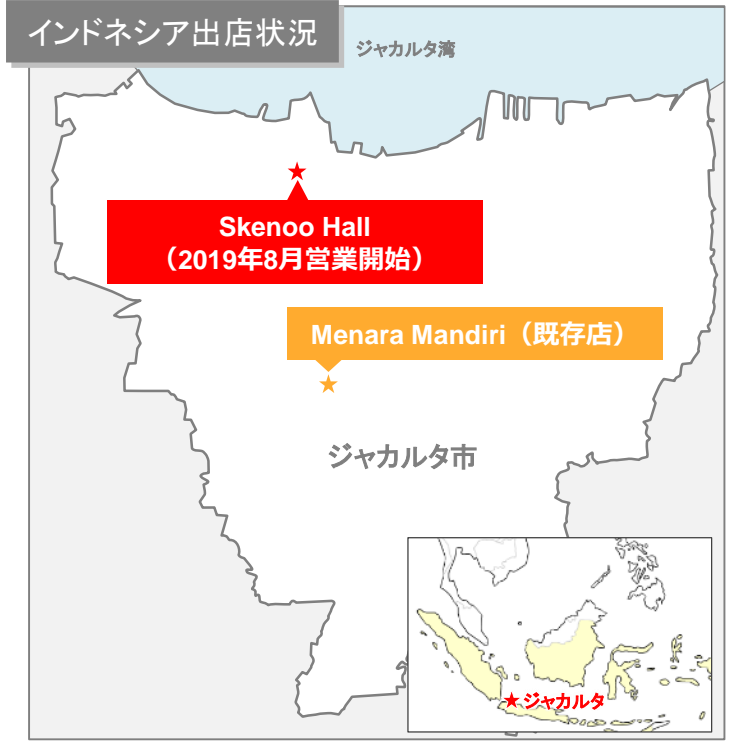 インドネシア出店状況
ジャカルタ湾
Skenoo Hall
（2019年8月営業開始）
Menara Mandiri（既存店）
ジャカルタ市
★ジャカルタ